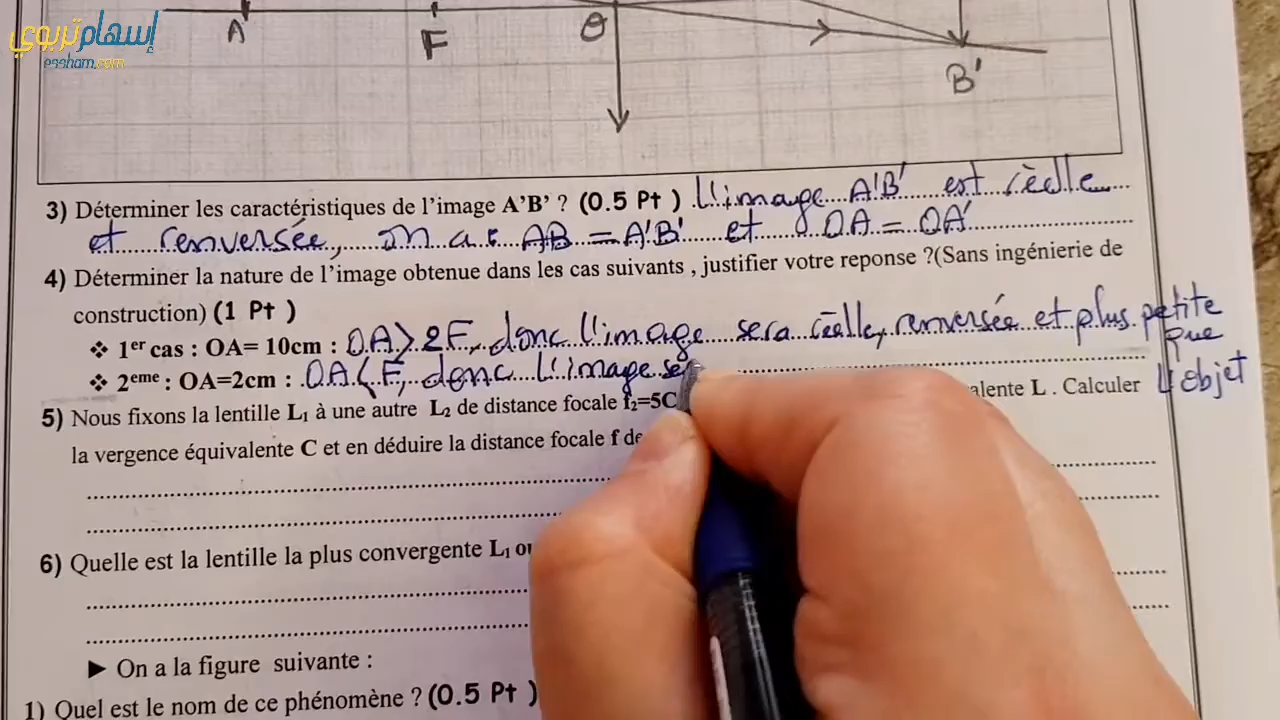 إسهام تربوي
essham.com
A F O B'
3) Déterminer les caractéristiques de l'image A'B' ? (0.5 Pt ) L'image A'B' est réelle
et renversée, on a : AB = A'B' et OA = OA'
4) Déterminer la nature de l'image obtenue dans les cas suivants , justifier votre reponse ?(Sans ingénierie de
construction) (1 Pt )
❖ 1er cas : OA= 10cm : OA> 2F, donc l'image sera réelle, renversée et plus petite
que
❖ 2eme : OA=2cm : OA< F, donc l'image se
l'objet
5) Nous fixons la lentille L₁ à une autre L₂ de distance focale f₂=5C alente L . Calculer
la vergence équivalente C et en déduire la distance focale f de
6) Quelle est la lentille la plus convergente L₁ ou
► On a la figure suivante :
1) Quel est le nom de ce phénomène ? (0.5 Pt )